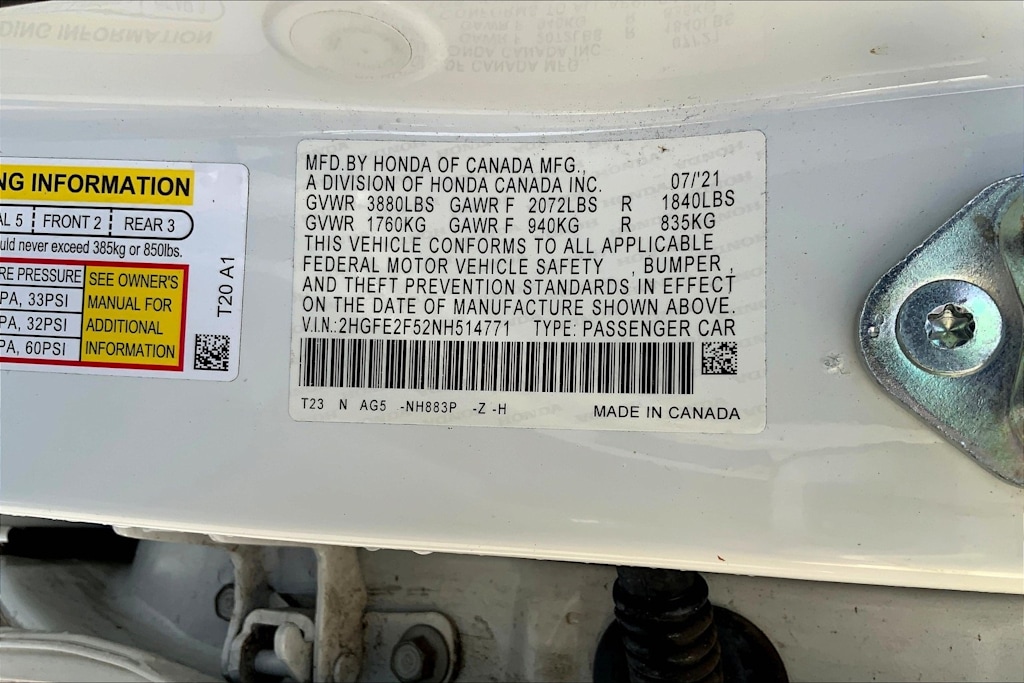 NG INFORMATION
AL 5 FRONT 2 REAR 3
uld never exceed 385kg or 850lbs.
RE PRESSURE
PA, 33PSI
PA, 32PSI
PA, 60PSI
SEE OWNER'S
MANUAL FOR
ADDITIONAL
INFORMATION
T20 A1
MFD.BY HONDA OF CANADA MFG.,
A DIVISION OF HONDA CANADA INC. 07/'21
GVWR 3880LBS GAWR F 2072LBS R 1840LBS
GVWR 1760KG GAWR F 940KG R 835KG
THIS VEHICLE CONFORMS TO ALL APPLICABLE
FEDERAL MOTOR VEHICLE SAFETY , BUMPER ,
AND THEFT PREVENTION STANDARDS IN EFFECT
ON THE DATE OF MANUFACTURE SHOWN ABOVE.
V.I.N.:2HGFE2F52NH514771 TYPE: PASSENGER CAR
T23 N AG5 -NH883P -Z -H MADE IN CANADA